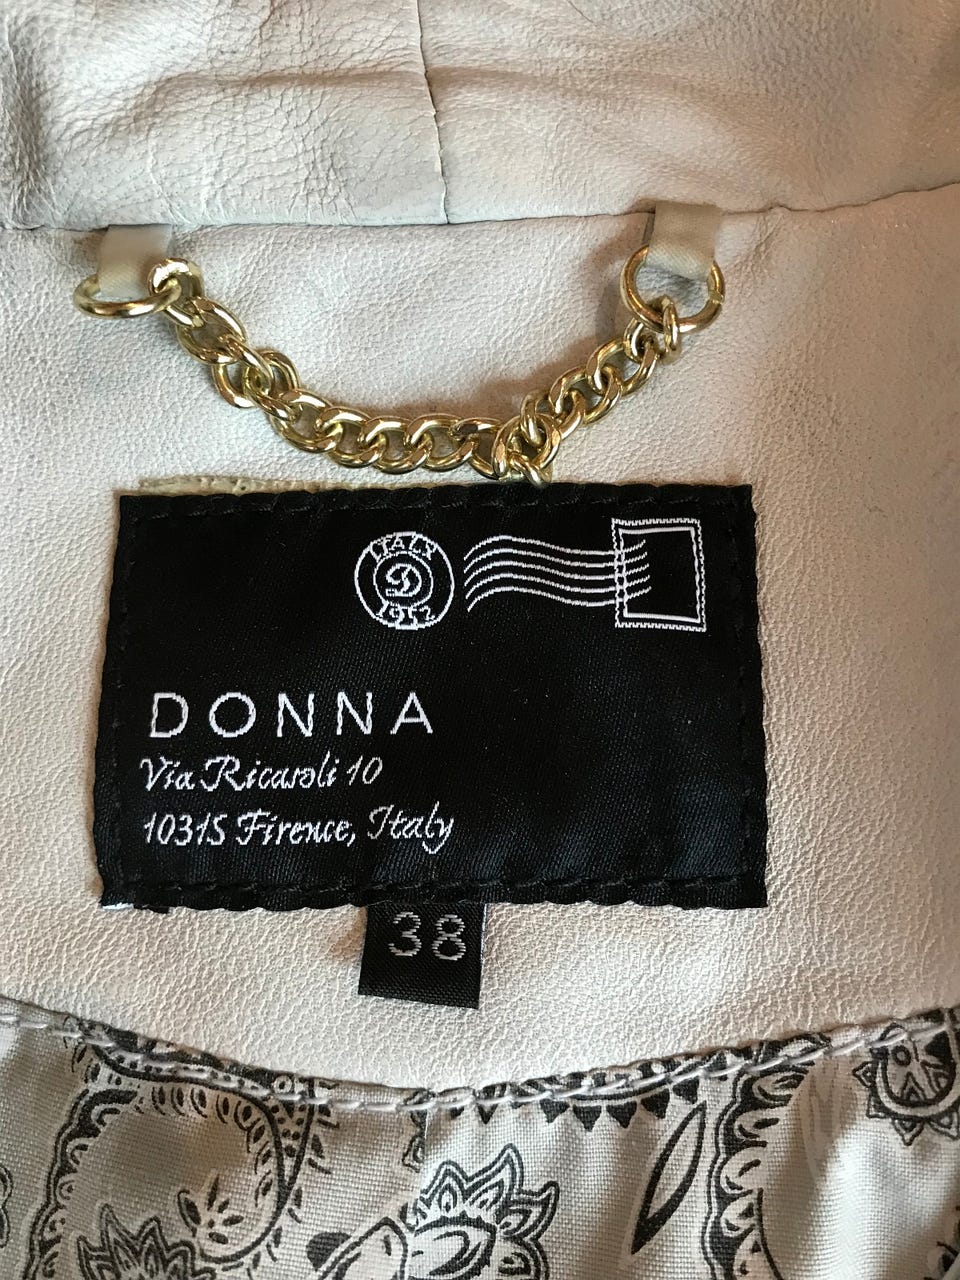 ITALY
D
1952
DONNA
Via Ricasoli 10
10315 Firence, Italy
38